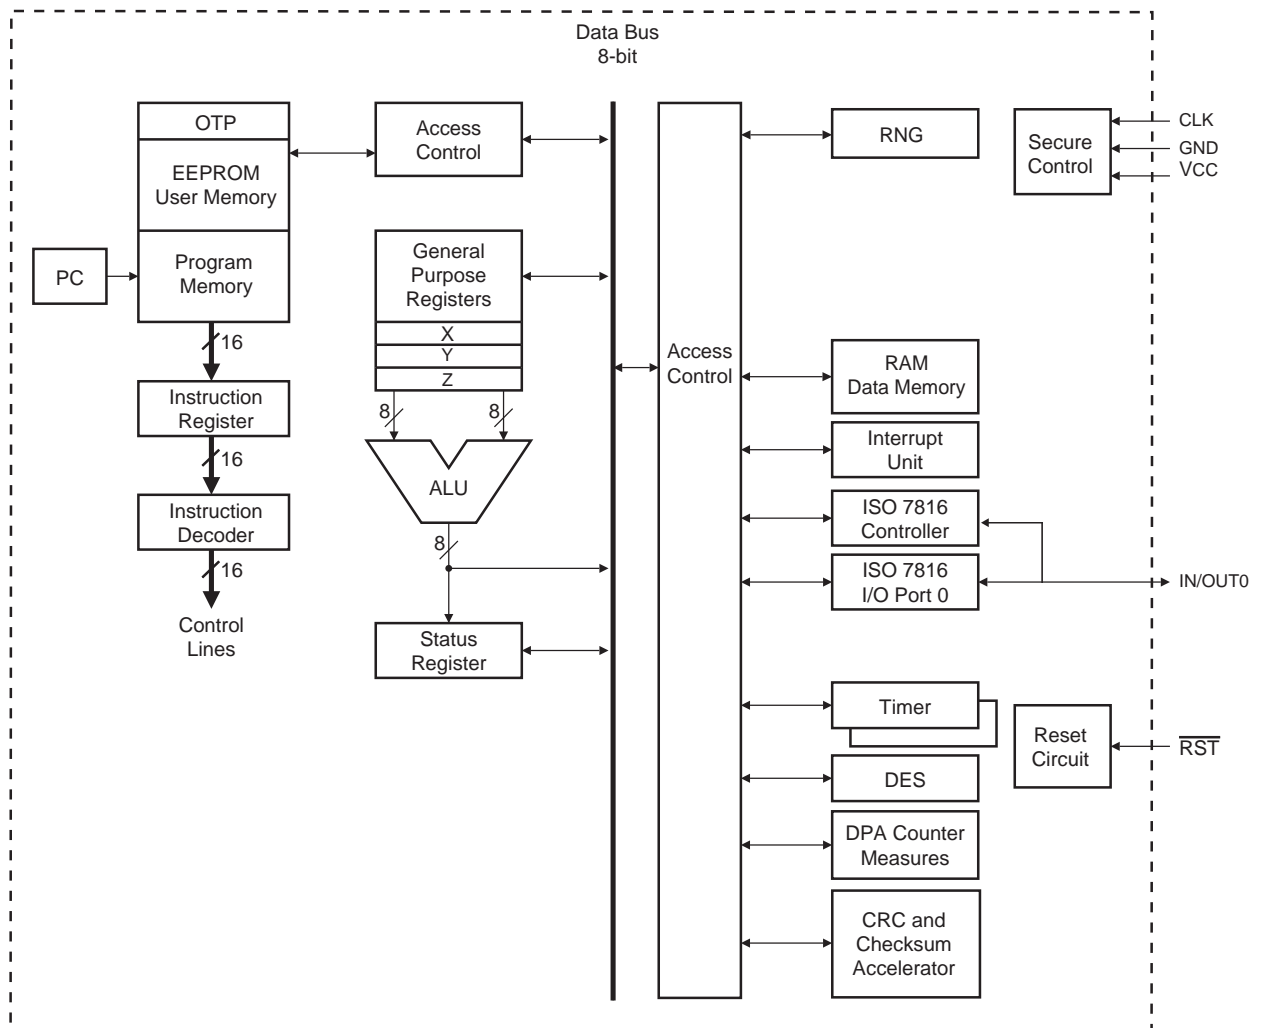 Data Bus
8-bit
OTP
EEPROM
User Memory
Program
Memory
PC
16
Instruction
Register
16
Instruction
Decoder
16
Control
Lines
Access
Control
General
Purpose
Registers
X
Y
Z
8
8
ALU
8
Status
Register
Access
Control
RNG
RAM
Data Memory
Interrupt
Unit
ISO 7816
Controller
ISO 7816
I/O Port 0
Timer
DES
DPA Counter
Measures
CRC and
Checksum
Accelerator
Secure
Control
CLK
GND
VCC
IN/OUT0
Reset
Circuit
RST